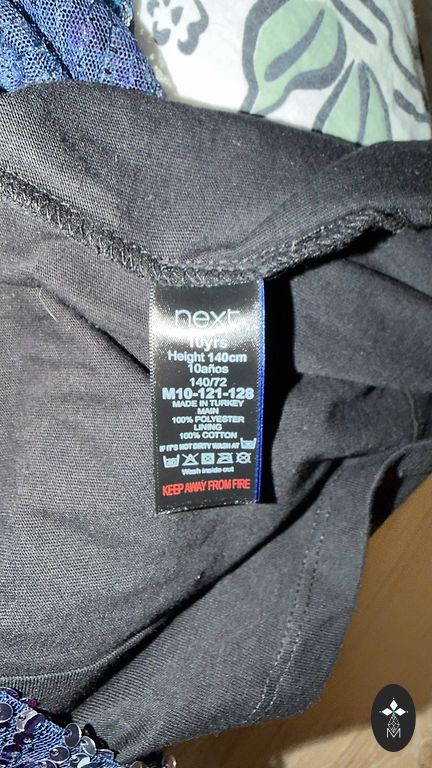 next
10yrs
Height 140cm
10años
140/72
M10-121-128
MADE IN TURKEY
MAIN
100% POLYESTER
LINING
100% COTTON
IF IT'S NOT DIRTY WASH AT
Wash inside out
KEEP AWAY FROM FIRE